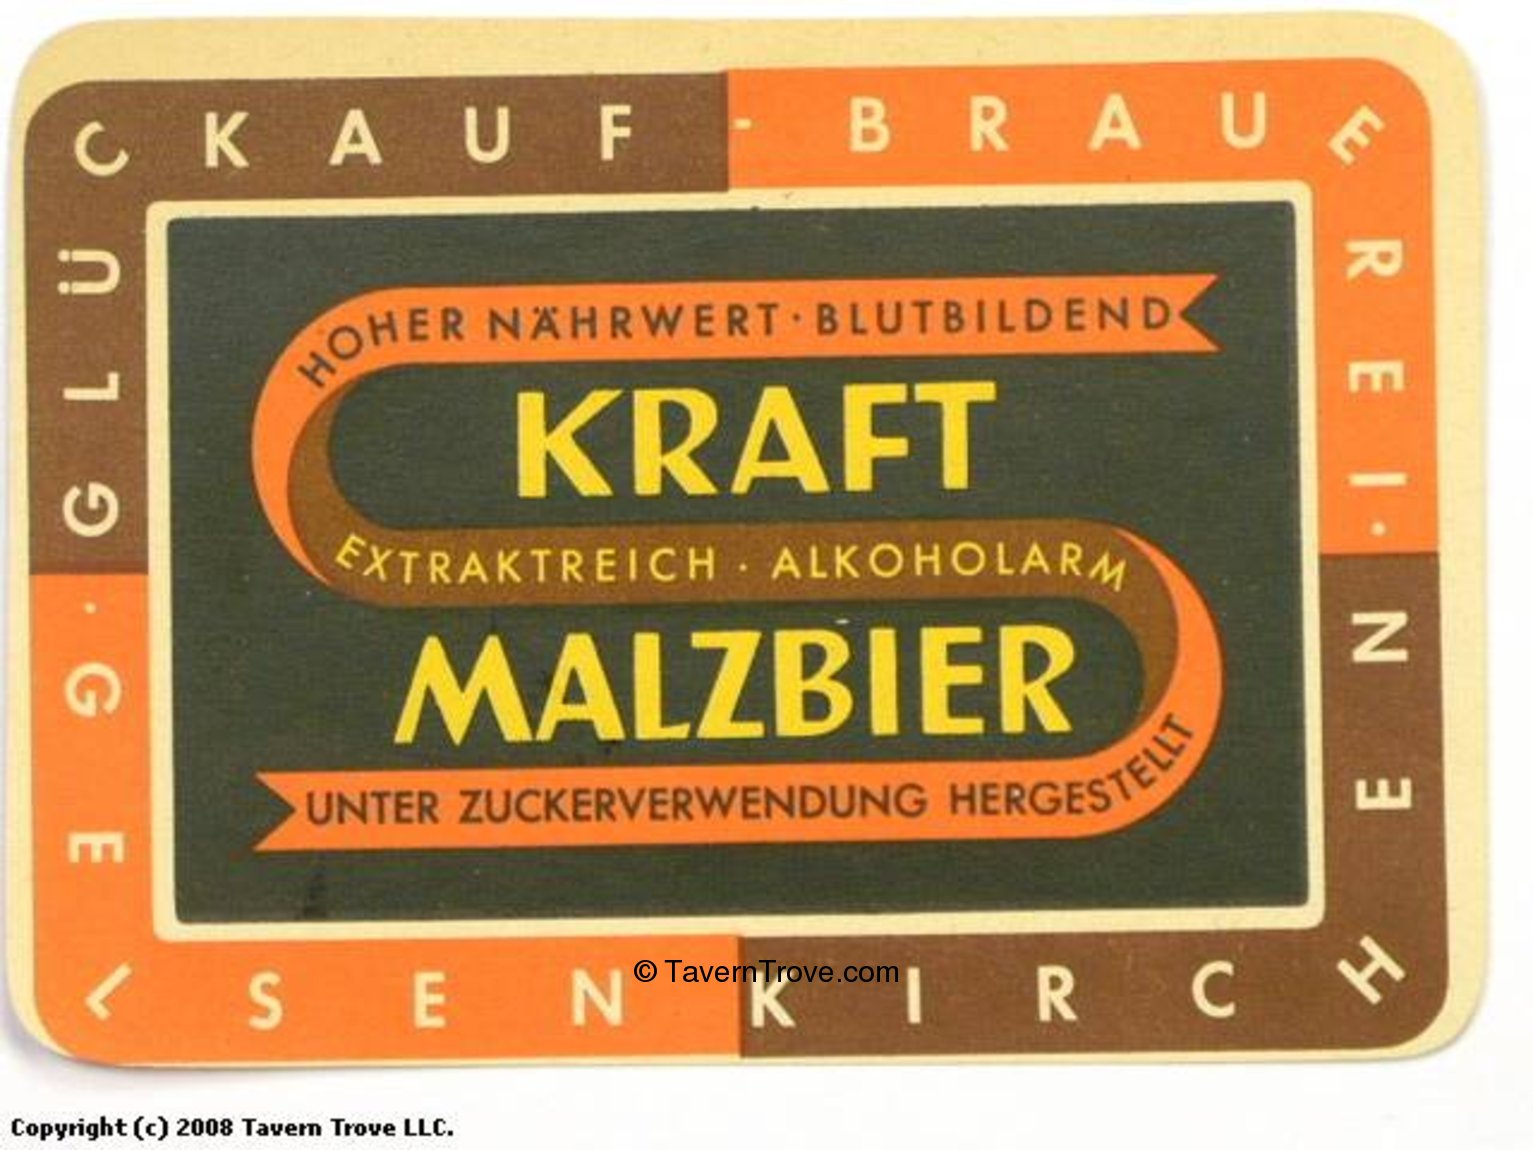 GLÜCKAUF-BRAUEREI·
GELSENKIRCHEN·
HOHER NÄHRWERT · BLUTBILDEND
KRAFT
EXTRAKTREICH · ALKOHOLARM
MALZBIER
UNTER ZUCKERVERWENDUNG HERGESTELLT
© TavernTrove.com
Copyright (c) 2008 Tavern Trove LLC.